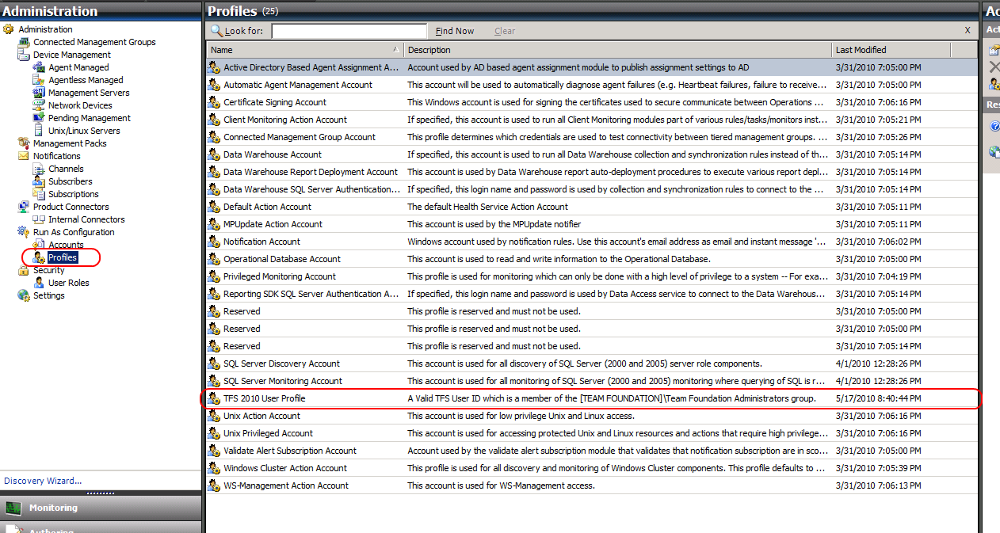 Administration
Administration
Connected Management Groups
Device Management
Agent Managed
Agentless Managed
Management Servers
Network Devices
Pending Management
Unix/Linux Servers
Management Packs
Notifications
Channels
Subscribers
Subscriptions
Product Connectors
Internal Connectors
Run As Configuration
Accounts
Profiles
Security
User Roles
Settings
Discovery Wizard...
Monitoring
Authoring
Profiles (25)
Look for: Find Now Clear X
Name Description Last Modified
Active Directory Based Agent Assignment A... Account used by AD based agent assignment module to publish assignment settings to AD 3/31/2010 7:05:00 PM
Automatic Agent Management Account This account will be used to automatically diagnose agent failures (e.g. Heartbeat failures, failure to receive... 3/31/2010 7:05:00 PM
Certificate Signing Account This Windows account is used for signing the certificates used to secure communicate between Operations ... 3/31/2010 7:06:16 PM
Client Monitoring Action Account If specified, this account is used to run all Client Monitoring modules part of various rules/tasks/monitors inst... 3/31/2010 7:05:21 PM
Connected Management Group Account This profile determines which credentials are used to test connectivity between tiered management groups. ... 3/31/2010 7:05:26 PM
Data Warehouse Account If specified, this account is used to run all Data Warehouse collection and synchronization rules instead of th... 3/31/2010 7:05:14 PM
Data Warehouse Report Deployment Account This account is used by Data Warehouse report auto-deployment procedures to execute various report depl... 3/31/2010 7:05:14 PM
Data Warehouse SQL Server Authentication... If specified, this login name and password is used by collection and synchronization rules to connect to the ... 3/31/2010 7:05:14 PM
Default Action Account The default Health Service Action Account 3/31/2010 7:05:11 PM
MPUpdate Action Account This account is used by the MPUpdate notifier 3/31/2010 7:05:11 PM
Notification Account Windows account used by notification rules. Use this account's email address as email and instant message '... 3/31/2010 7:06:02 PM
Operational Database Account This account is used to read and write information to the Operational Database. 3/31/2010 7:05:00 PM
Privileged Monitoring Account This profile is used for monitoring which can only be done with a high level of privilege to a system -- For exa... 3/31/2010 7:04:19 PM
Reporting SDK SQL Server Authentication A... If specified, this login name and password is used by Data Access service to connect to the Data Warehous... 3/31/2010 7:05:14 PM
Reserved This profile is reserved and must not be used. 3/31/2010 7:05:00 PM
Reserved This profile is reserved and must not be used. 3/31/2010 7:05:00 PM
Reserved This profile is reserved and must not be used. 3/31/2010 7:05:14 PM
SQL Server Discovery Account This account is used for all discovery of SQL Server (2000 and 2005) server role components. 4/1/2010 12:28:26 PM
SQL Server Monitoring Account This account is used for all monitoring of SQL Server (2000 and 2005) monitoring where querying of SQL is r... 4/1/2010 12:28:26 PM
TFS 2010 User Profile A Valid TFS User ID which is a member of the [TEAM FOUNDATION]\Team Foundation Administrators group. 5/17/2010 8:40:44 PM
Unix Action Account This account is used for low privilege Unix and Linux access. 3/31/2010 7:06:16 PM
Unix Privileged Account This account is used for accessing protected Unix and Linux resources and actions that require high privilege... 3/31/2010 7:06:16 PM
Validate Alert Subscription Account Account used by the validate alert subscription module that validates that notification subscription are in sco... 3/31/2010 7:05:00 PM
Windows Cluster Action Account This profile is used for all discovery and monitoring of Windows Cluster components. This profile defaults to ... 3/31/2010 7:05:39 PM
WS-Management Action Account This account is used for WS-Management access. 3/31/2010 7:06:13 PM
Ac
Act
Res